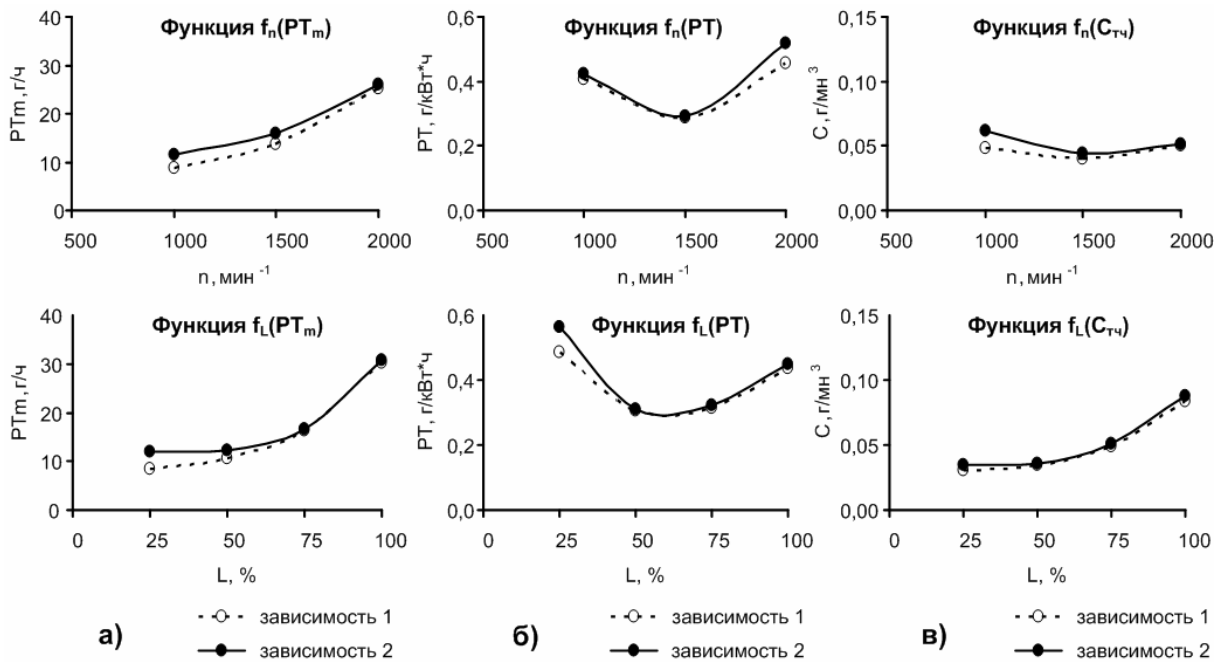 Функция fₙ(PTₘ)
PTm, г/ч
40
30
20
10
0
500 1000 1500 2000
n, мин ⁻¹
Функция fₙ(PT)
PT, г/кВт*ч
0,6
0,4
0,2
0,0
500 1000 1500 2000
n, мин ⁻¹
Функция fₙ(Cтч)
C, г/мн³
0,15
0,10
0,05
0,00
500 1000 1500 2000
n, мин ⁻¹
Функция f_L(PTₘ)
PTm, г/ч
40
30
20
10
0
0 25 50 75 100
L, %
Функция f_L(PT)
PT, г/кВт*ч
0,6
0,4
0,2
0,0
0 25 50 75 100
L, %
Функция f_L(Cтч)
C, г/мн³
0,15
0,10
0,05
0,00
0 25 50 75 100
L, %
а)
зависимость 1
зависимость 2
б)
зависимость 1
зависимость 2
в)
зависимость 1
зависимость 2